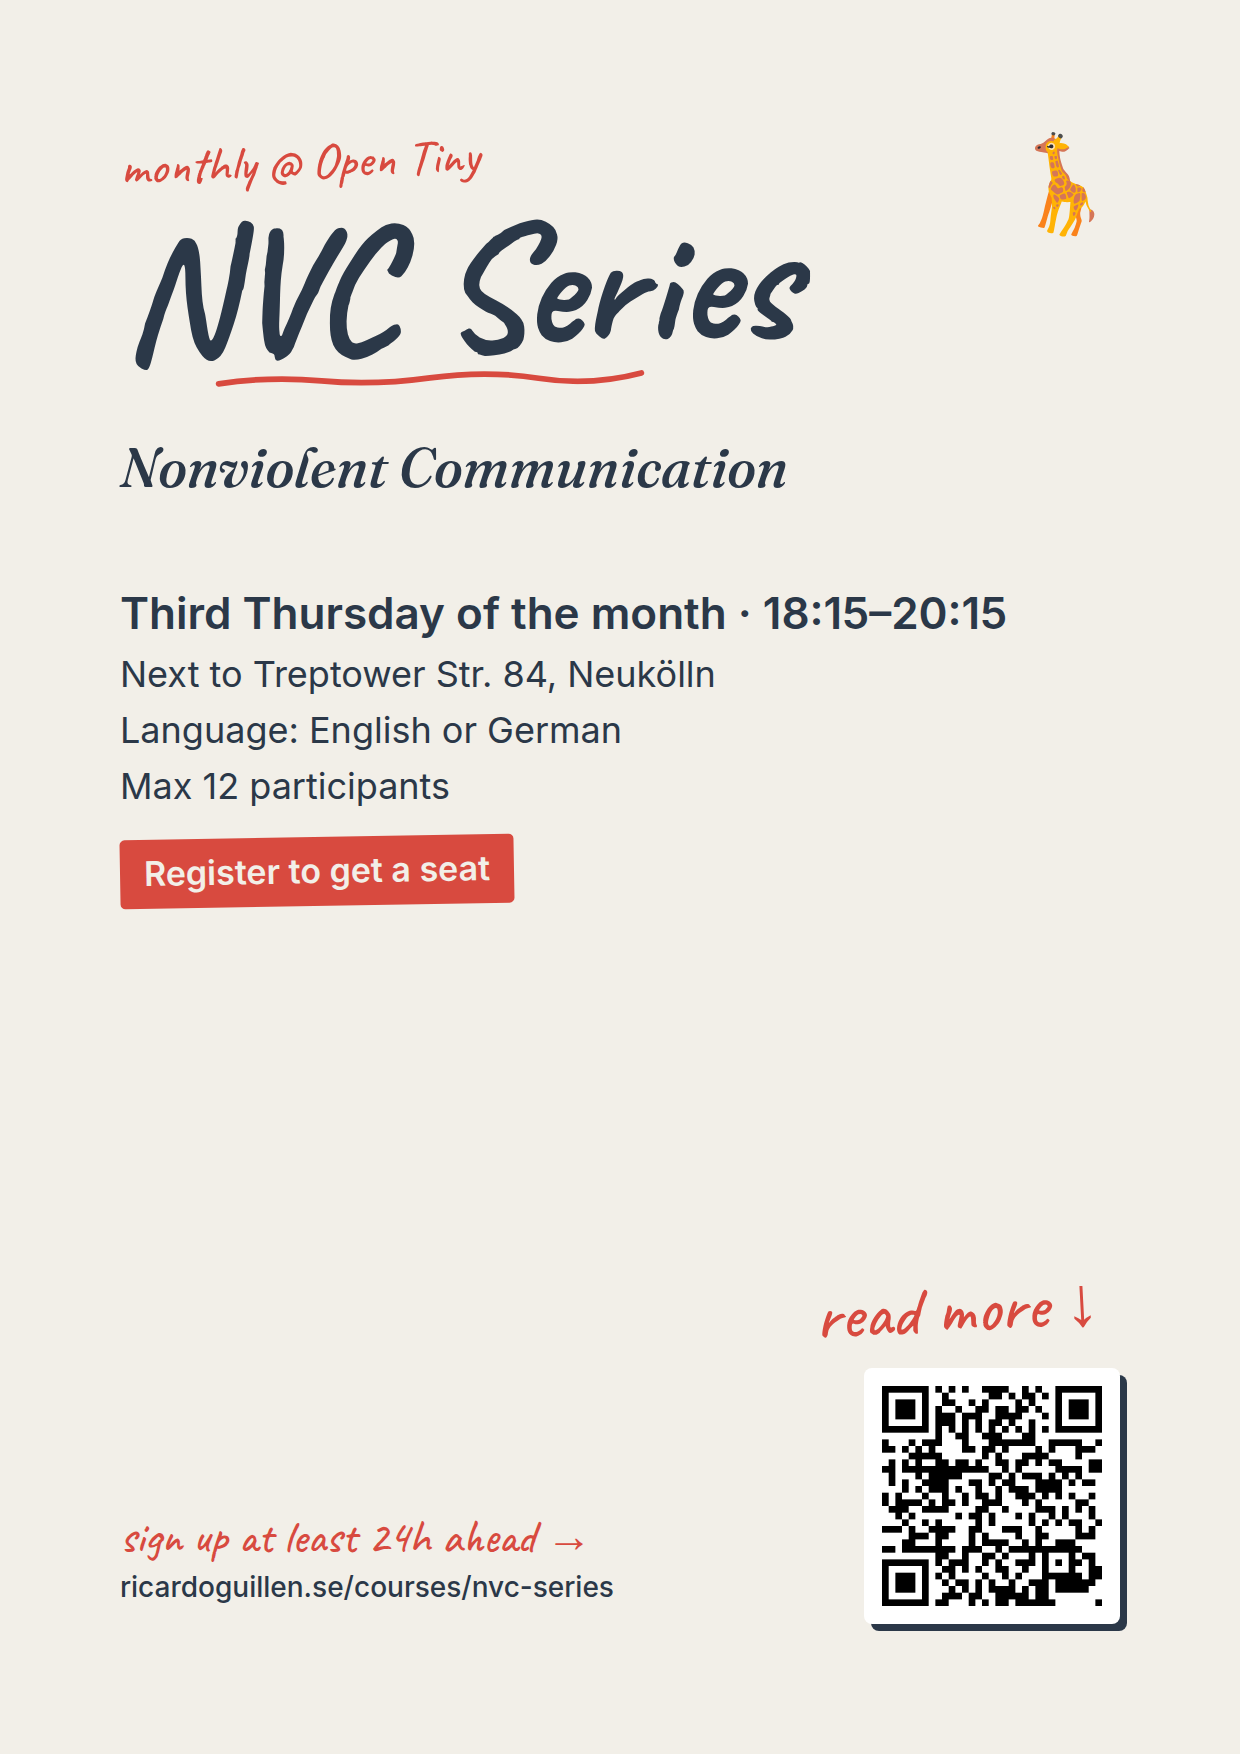 monthly @ Open Tiny
NVC Series
Nonviolent Communication
Third Thursday of the month · 18:15–20:15
Next to Treptower Str. 84, Neukölln
Language: English or German
Max 12 participants
Register to get a seat
read more ↓
sign up at least 24h ahead →
ricardoguillen.se/courses/nvc-series